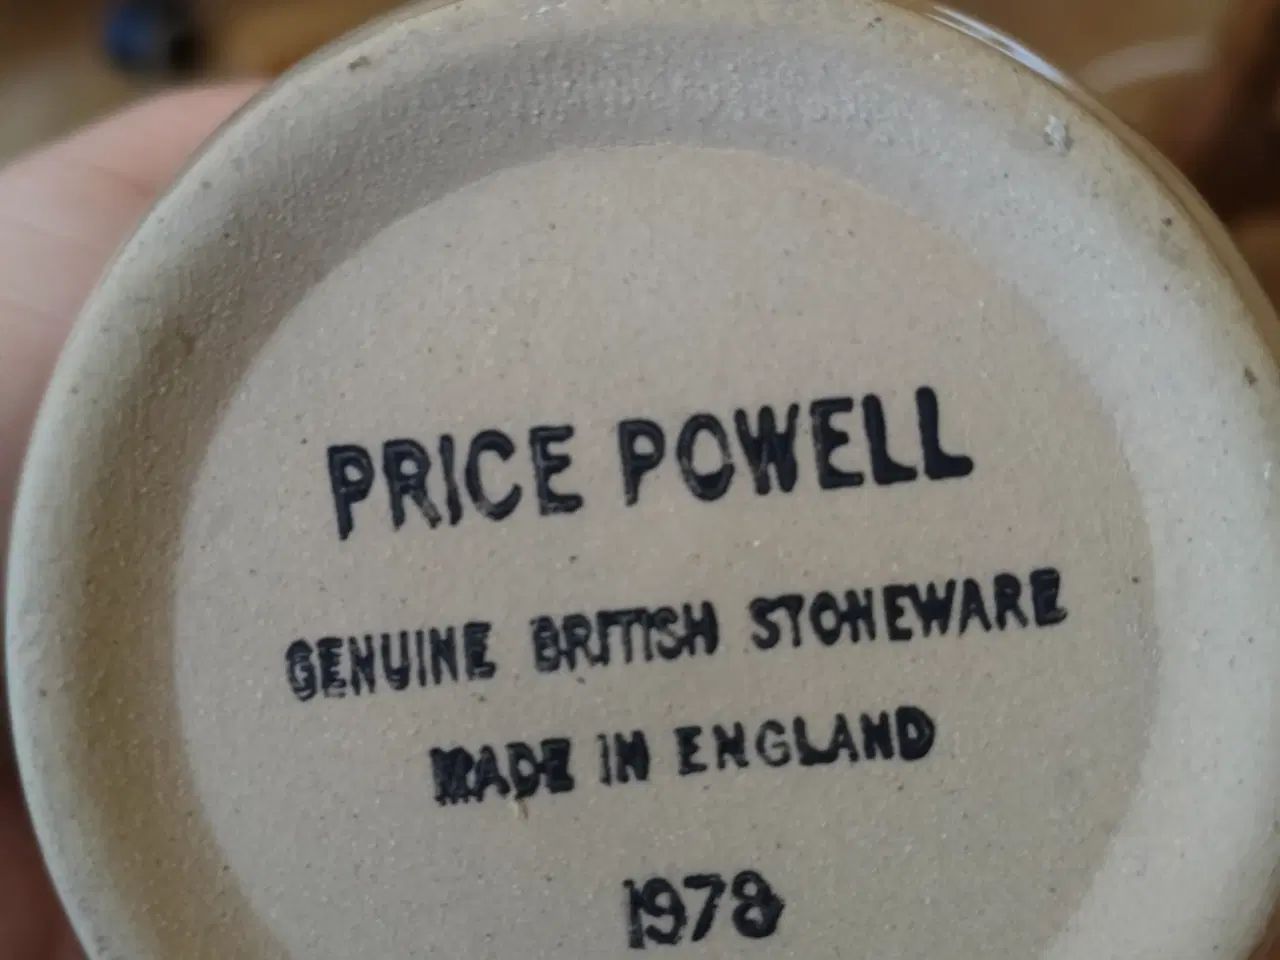 PRICE POWELL
GENUINE BRITISH STONEWARE
MADE IN ENGLAND
1978